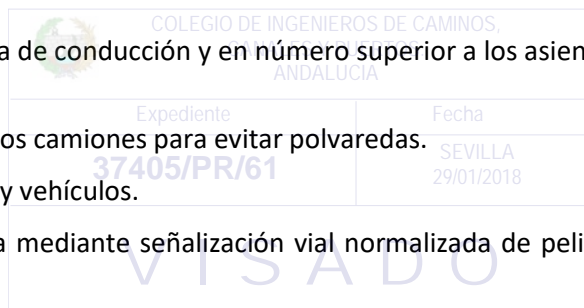 COLEGIO DE INGENIEROS DE CAMINOS,
a de conducción y en número superior a los asien
ANDALUCIA
Expediente Fecha
os camiones para evitar polvaredas.
37405/PR/61
SEVILLA
29/01/2018
y vehículos.
a mediante señalización vial normalizada de peli
VISADO